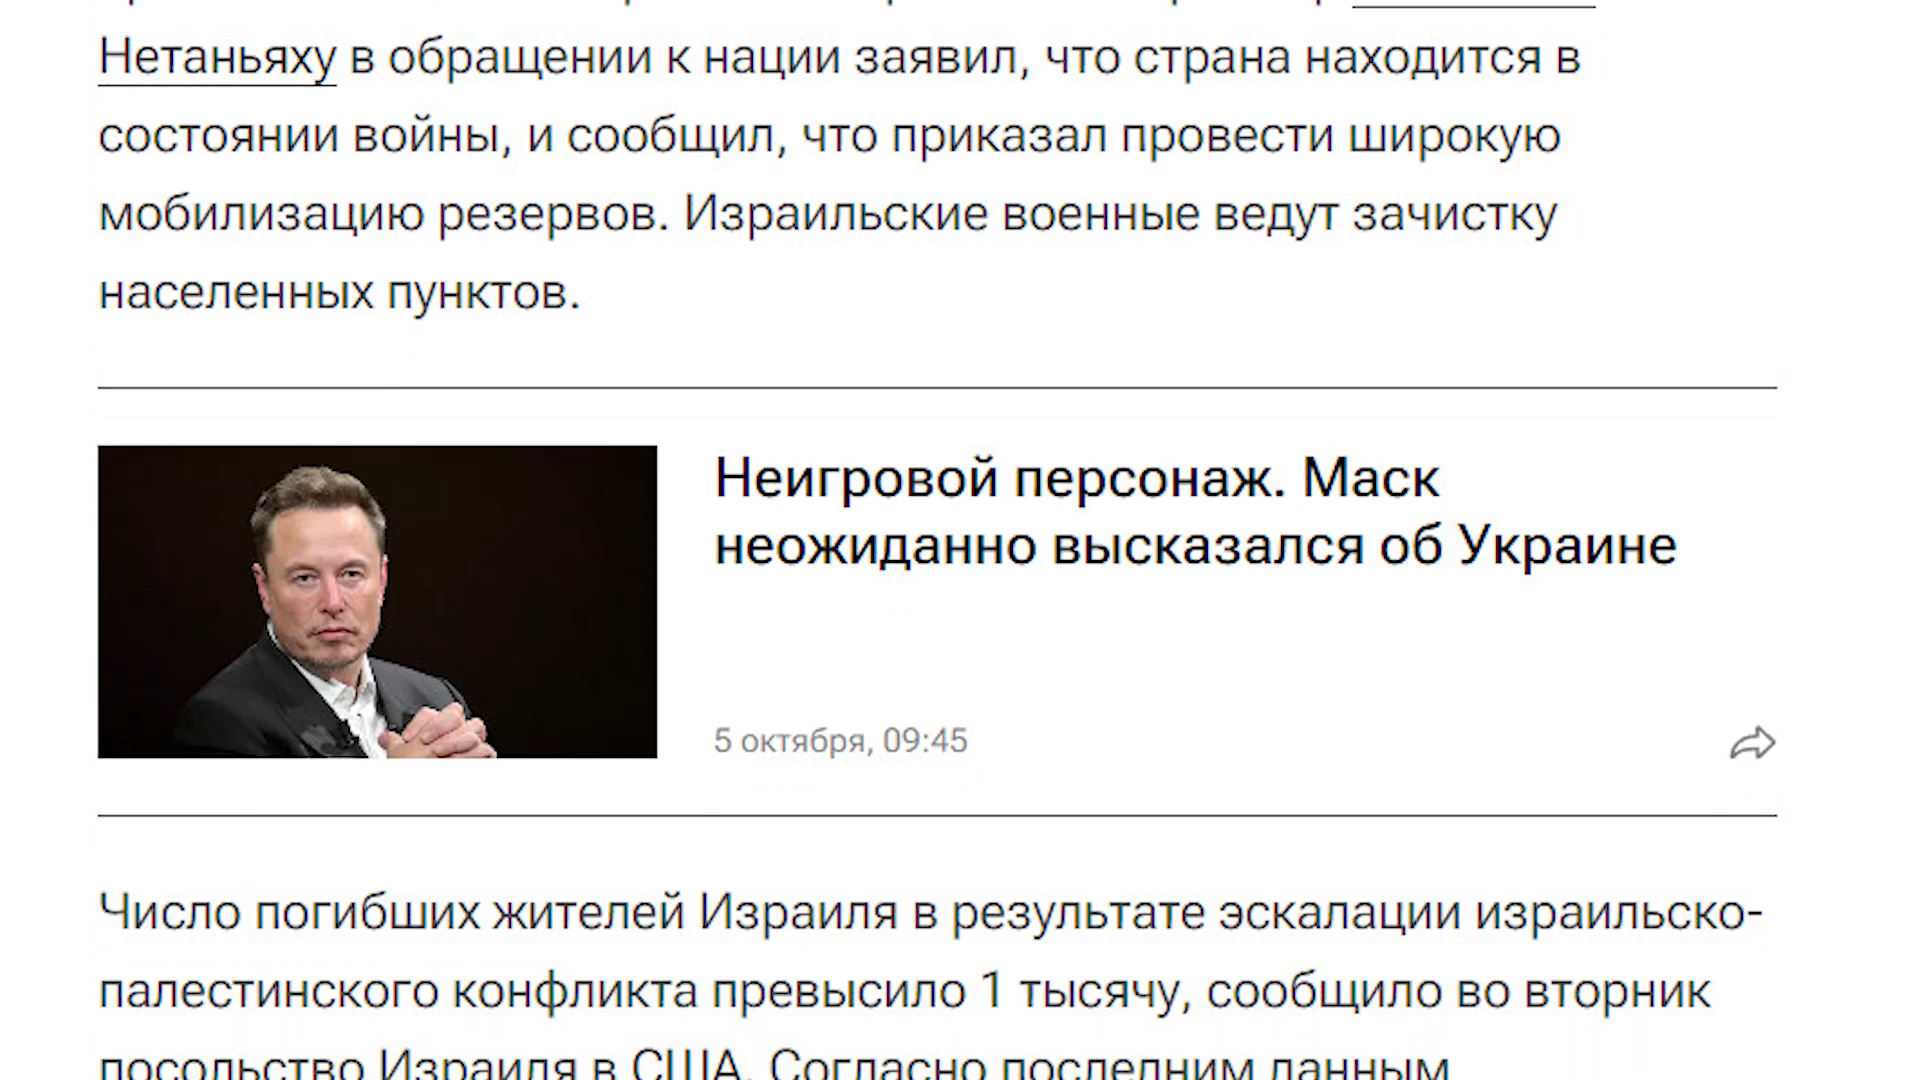 Нетаньяху в обращении к нации заявил, что страна находится в
состоянии войны, и сообщил, что приказал провести широкую
мобилизацию резервов. Израильские военные ведут зачистку
населенных пунктов.
Неигровой персонаж. Маск
неожиданно высказался об Украине
5 октября, 09:45
Число погибших жителей Израиля в результате эскалации израильско-
палестинского конфликта превысило 1 тысячу, сообщило во вторник
посольство Израиля в США. Согласно последним данным